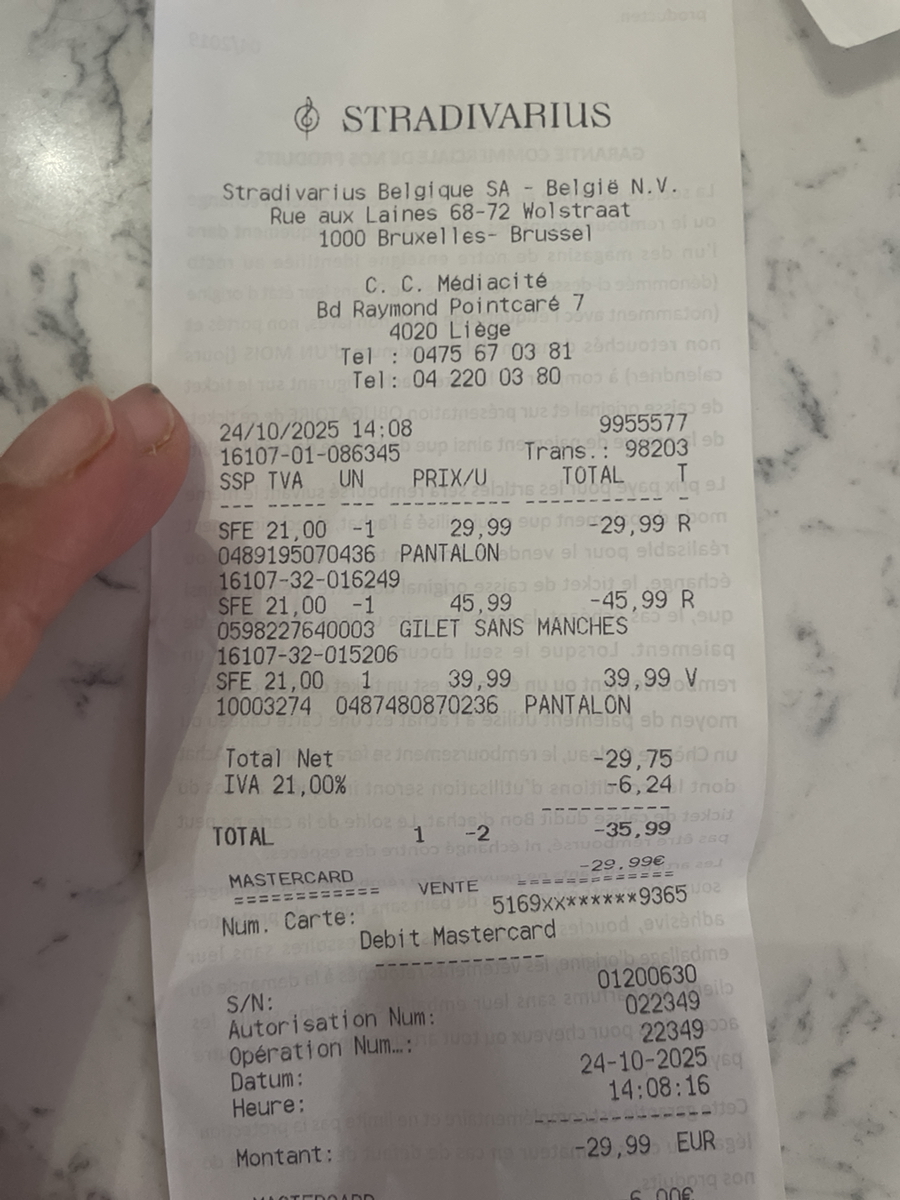 STRADIVARIUS
Stradivarius Belgique SA - België N.V.
Rue aux Laines 68-72 Wolstraat
1000 Bruxelles- Brussel
C. C. Médiacité
Bd Raymond Pointcaré 7
4020 Liège
Tel : 0475 67 03 81
Tel: 04 220 03 80
24/10/2025 14:08 9955577
16107-01-086345 Trans.: 98203
SSP TVA UN PRIX/U TOTAL T
--- ----- --- ---------- ---------- -
SFE 21,00 -1 29,99 -29,99 R
0489195070436 PANTALON
16107-32-016249
SFE 21,00 -1 45,99 -45,99 R
0598227640003 GILET SANS MANCHES
16107-32-015206
SFE 21,00 1 39,99 39,99 V
10003274 0487480870236 PANTALON
Total Net -29,75
IVA 21,00% -6,24
----------
TOTAL 1 -2 -35,99
MASTERCARD VENTE -29.99€
============ ============
Num. Carte: 5169xx******9365
Debit Mastercard
--------------
S/N: 01200630
Autorisation Num: 022349
Opération Num…: 22349
Datum: 24-10-2025
Heure: 14:08:16
--------------
Montant: -29,99 EUR
MASTERCARD 6,00€